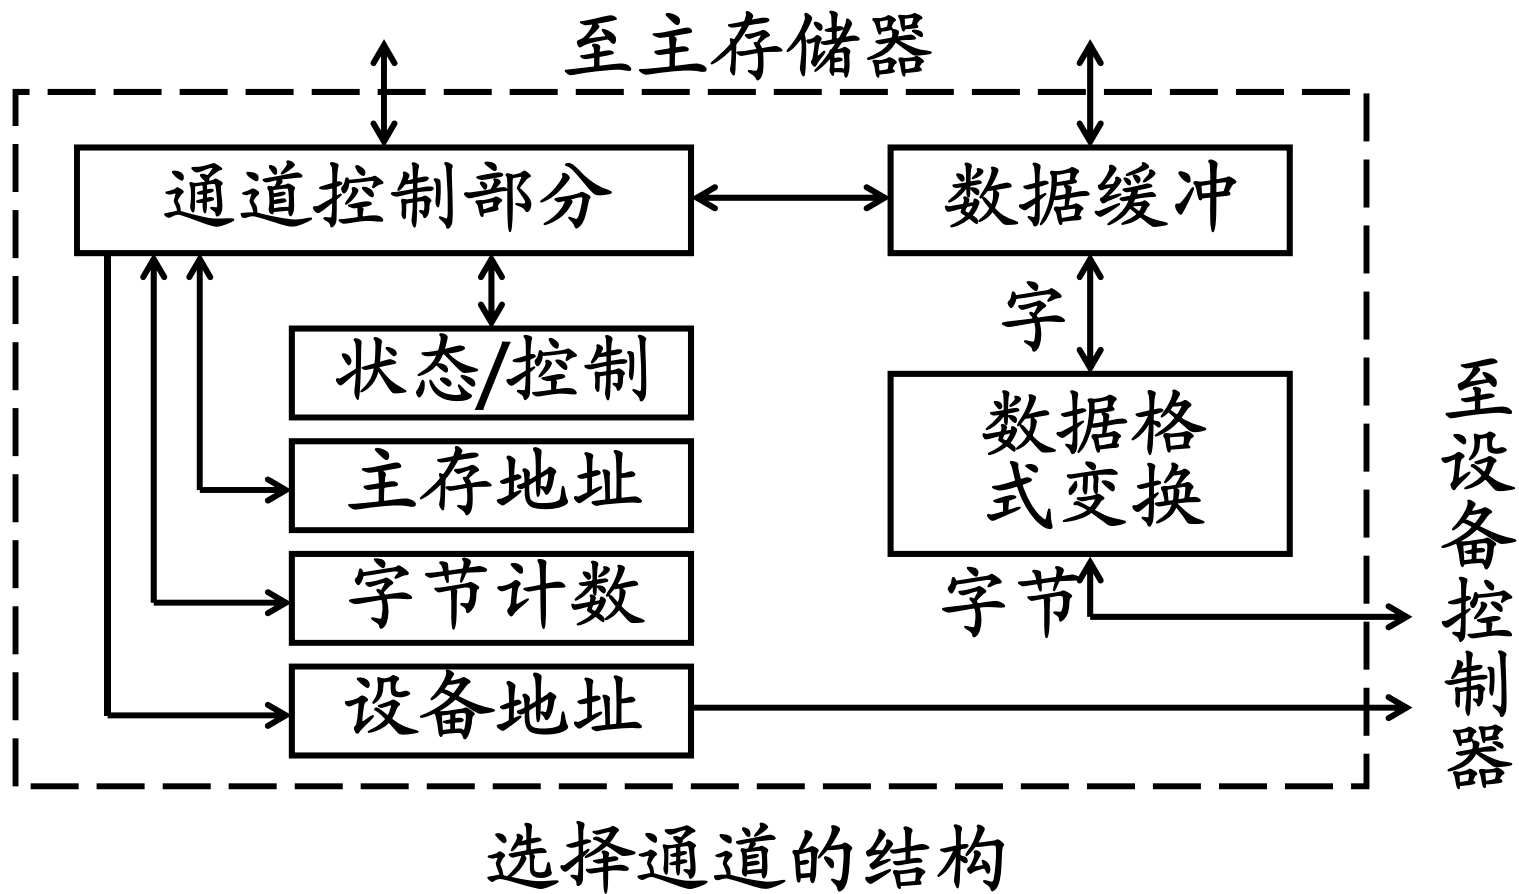 至主存储器
通道控制部分
数据缓冲
字
状态/控制
数据格
式变换
主存地址
字节计数
字节
设备地址
至设备控制器
选择通道的结构